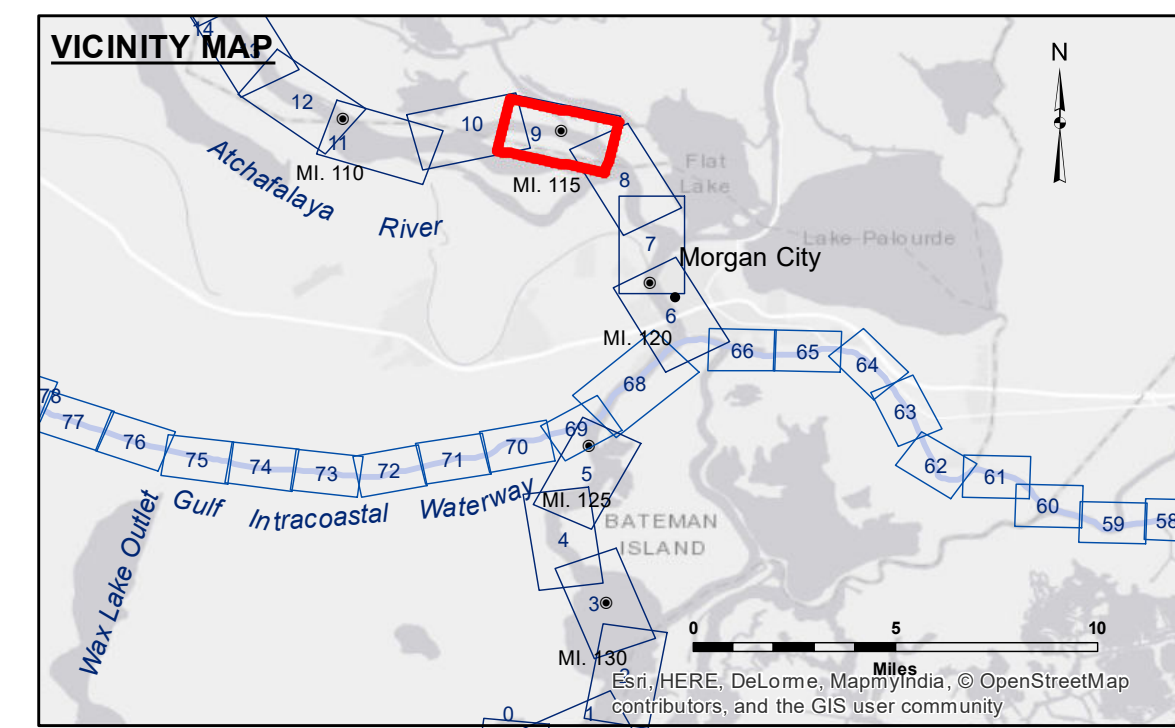 VICINITY MAP
N
14
3
12
11
10
9
8
7
6
MI. 110
MI. 115
Atchafalaya
River
Flat
Lake
Lake Palourde
Morgan City
MI. 120
66
65
64
63
62
61
60
59
58
68
69
70
71
72
73
74
75
76
77
78
Gulf Intracoastal Waterway
Wax Lake Outlet
5
MI. 125
BATEMAN
ISLAND
4
3
MI. 130
2
1
0
0 5 10
Miles
Esri, HERE, DeLorme, MapmyIndia, © OpenStreetMap
contributors, and the GIS user community